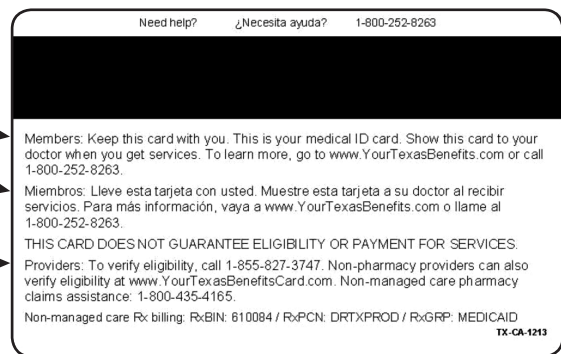 Need help? ¿Necesita ayuda? 1-800-252-8263
Members: Keep this card with you. This is your medical ID card. Show this card to your
doctor when you get services. To learn more, go to www.YourTexasBenefits.com or call
1-800-252-8263.
Miembros: Lleve esta tarjeta con usted. Muestre esta tarjeta a su doctor al recibir
servicios. Para más información, vaya a www.YourTexasBenefits.com o llame al
1-800-252-8263.
THIS CARD DOES NOT GUARANTEE ELIGIBILITY OR PAYMENT FOR SERVICES.
Providers: To verify eligibility, call 1-855-827-3747. Non-pharmacy providers can also
verify eligibility at www.YourTexasBenefitsCard.com. Non-managed care pharmacy
claims assistance: 1-800-435-4165.
Non-managed care Rx billing: RxBIN: 610084 / RxPCN: DRTXPROD / RxGRP: MEDICAID
TX-CA-1213